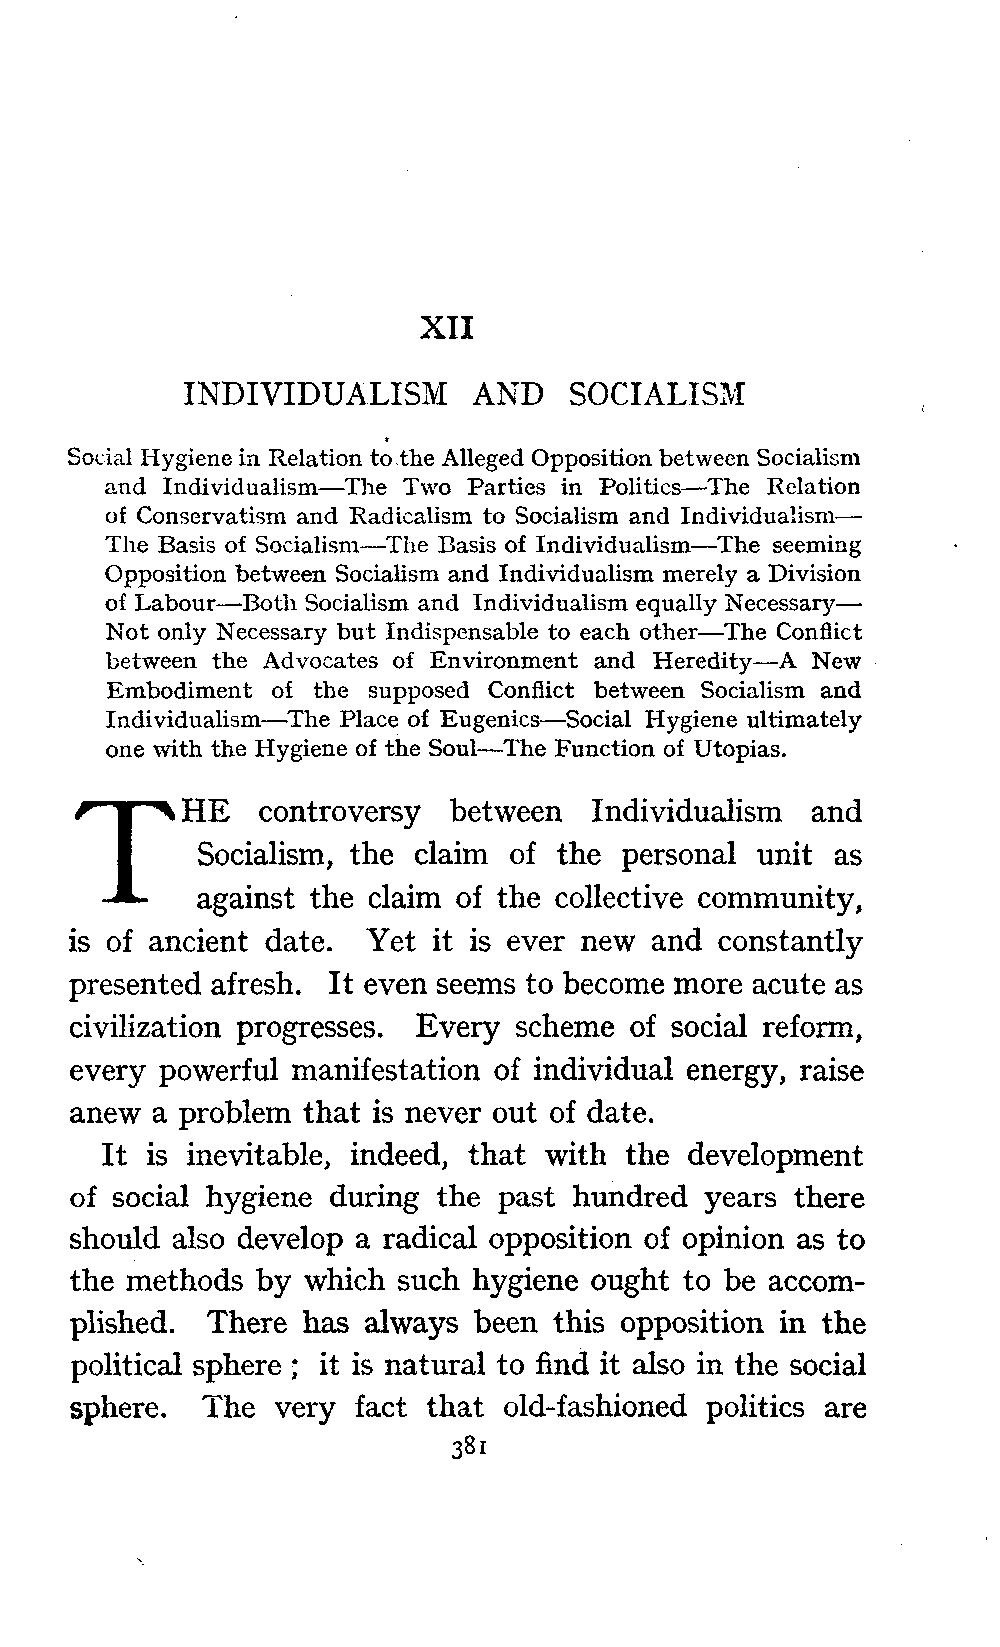 XII
INDIVIDUALISM AND SOCIALISM
Social Hygiene in Relation to the Alleged Opposition between Socialism
and Individualism—The Two Parties in Politics—The Relation
of Conservatism and Radicalism to Socialism and Individualism—
The Basis of Socialism—The Basis of Individualism—The seeming
Opposition between Socialism and Individualism merely a Division
of Labour—Both Socialism and Individualism equally Necessary—
Not only Necessary but Indispensable to each other—The Conflict
between the Advocates of Environment and Heredity—A New
Embodiment of the supposed Conflict between Socialism and
Individualism—The Place of Eugenics—Social Hygiene ultimately
one with the Hygiene of the Soul—The Function of Utopias.
THE controversy between Individualism and
Socialism, the claim of the personal unit as
against the claim of the collective community,
is of ancient date. Yet it is ever new and constantly
presented afresh. It even seems to become more acute as
civilization progresses. Every scheme of social reform,
every powerful manifestation of individual energy, raise
anew a problem that is never out of date.
It is inevitable, indeed, that with the development
of social hygiene during the past hundred years there
should also develop a radical opposition of opinion as to
the methods by which such hygiene ought to be accom-
plished. There has always been this opposition in the
political sphere ; it is natural to find it also in the social
sphere. The very fact that old-fashioned politics are
381